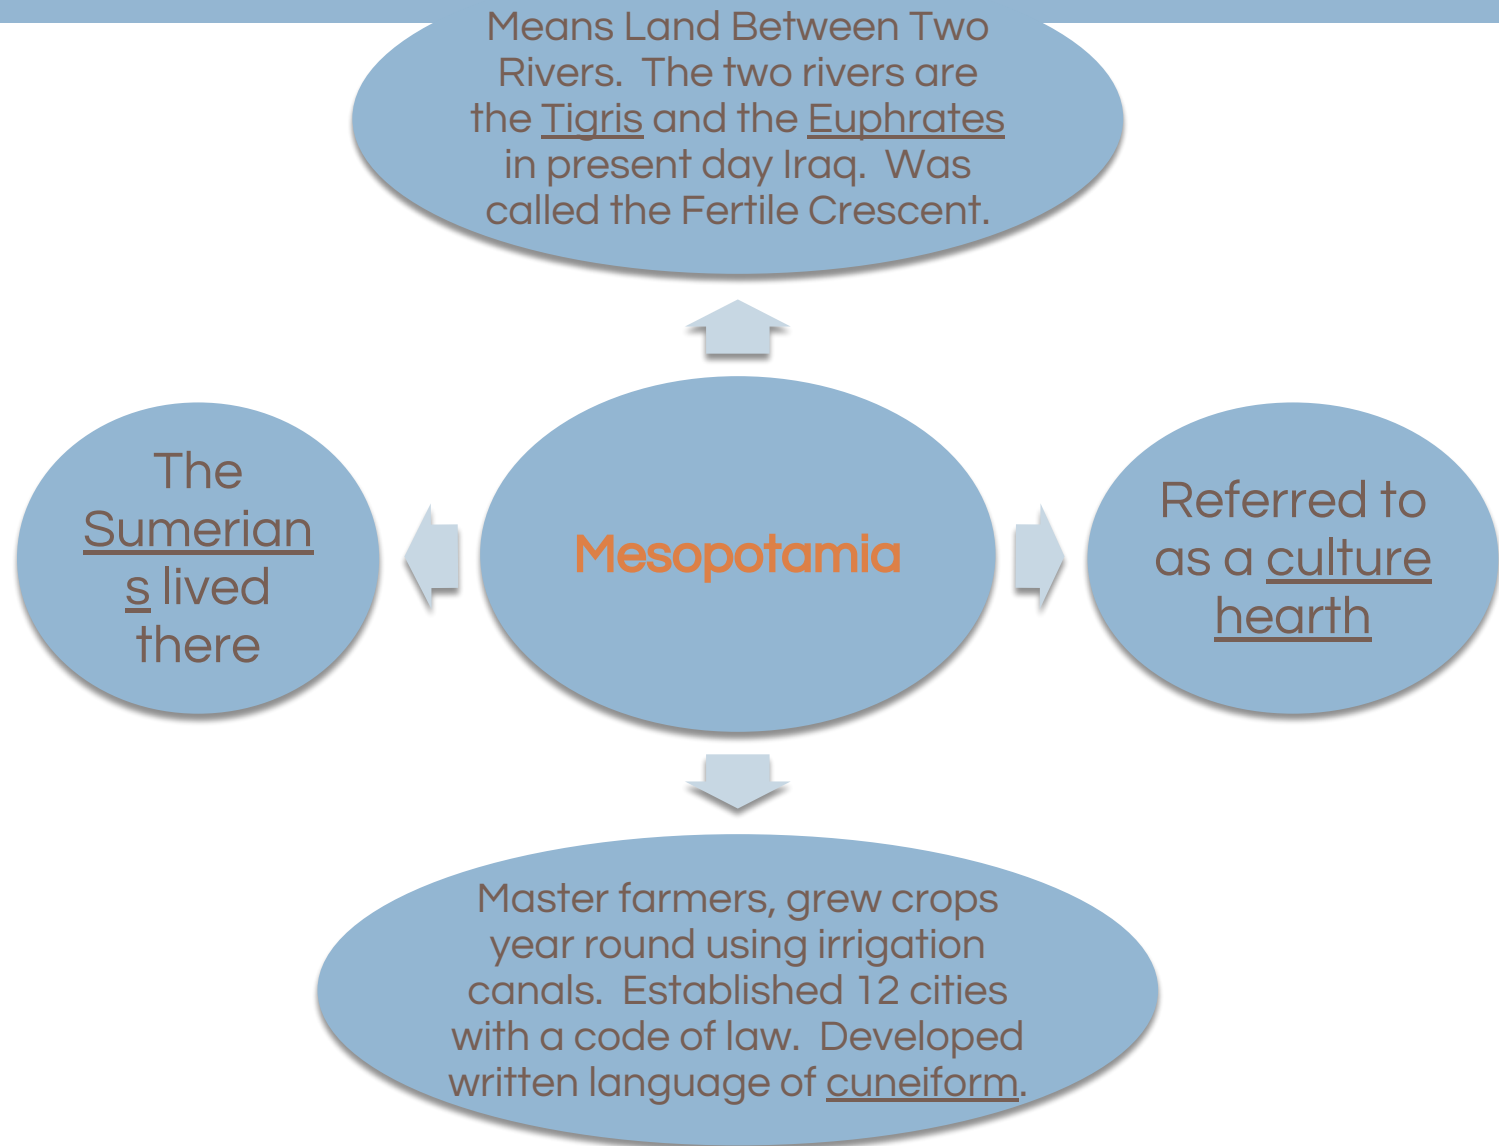 Means Land Between Two
Rivers.  The two rivers are
the Tigris and the Euphrates
in present day Iraq.  Was
called the Fertile Crescent.
The
Sumerian
s lived
there
Mesopotamia
Referred to
as a culture
hearth
Master farmers, grew crops
year round using irrigation
canals.  Established 12 cities
with a code of law.  Developed
written language of cuneiform.